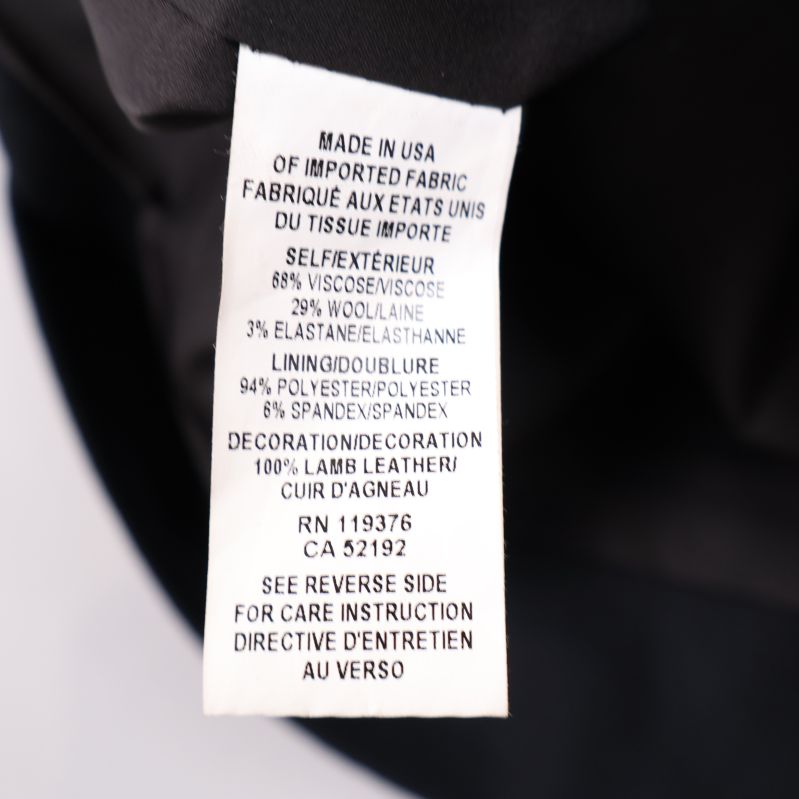 MADE IN USA
OF IMPORTED FABRIC
FABRIQUÉ AUX ETATS UNIS
DU TISSUE IMPORTE
SELF/EXTÉRIEUR
68% VISCOSE/VISCOSE
29% WOOL/LAINE
3% ELASTANE/ELASTHANNE
LINING/DOUBLURE
94% POLYESTER/POLYESTER
6% SPANDEX/SPANDEX
DECORATION/DECORATION
100% LAMB LEATHER/
CUIR D'AGNEAU
RN 119376
CA 52192
SEE REVERSE SIDE
FOR CARE INSTRUCTION
DIRECTIVE D'ENTRETIEN
AU VERSO